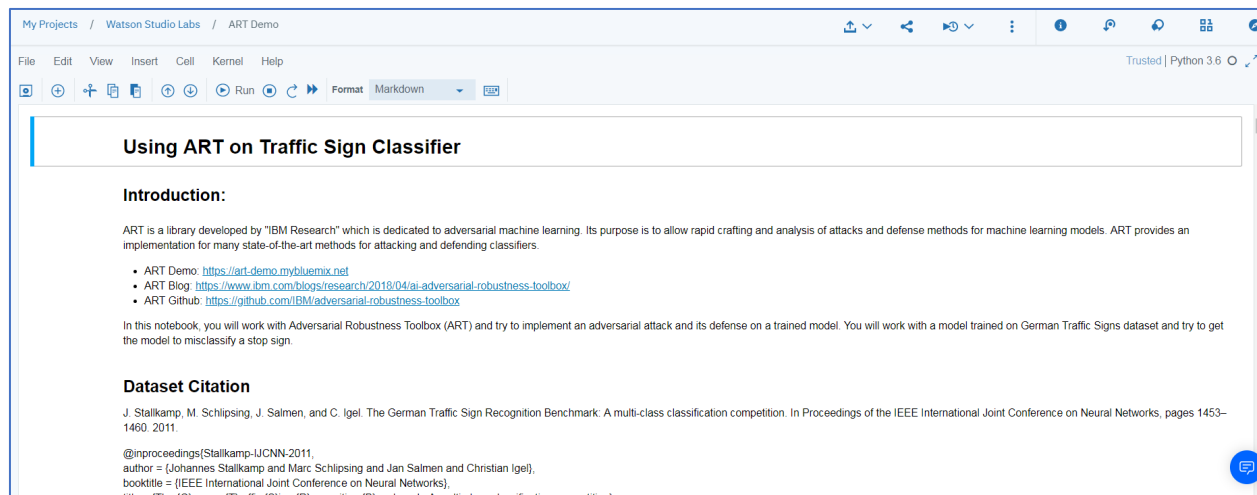 My Projects / Watson Studio Labs / ART Demo
File Edit View Insert Cell Kernel Help
Trusted | Python 3.6
Run Format Markdown
Using ART on Traffic Sign Classifier
Introduction:
ART is a library developed by "IBM Research" which is dedicated to adversarial machine learning. Its purpose is to allow rapid crafting and analysis of attacks and defense methods for machine learning models. ART provides an
implementation for many state-of-the-art methods for attacking and defending classifiers.
• ART Demo: https://art-demo.mybluemix.net
• ART Blog: https://www.ibm.com/blogs/research/2018/04/ai-adversarial-robustness-toolbox/
• ART Github: https://github.com/IBM/adversarial-robustness-toolbox
In this notebook, you will work with Adversarial Robustness Toolbox (ART) and try to implement an adversarial attack and its defense on a trained model. You will work with a model trained on German Traffic Signs dataset and try to get
the model to misclassify a stop sign.
Dataset Citation
J. Stallkamp, M. Schlipsing, J. Salmen, and C. Igel. The German Traffic Sign Recognition Benchmark: A multi-class classification competition. In Proceedings of the IEEE International Joint Conference on Neural Networks, pages 1453–
1460. 2011.
@inproceedings{Stallkamp-IJCNN-2011,
author = {Johannes Stallkamp and Marc Schlipsing and Jan Salmen and Christian Igel},
booktitle = {IEEE International Joint Conference on Neural Networks},